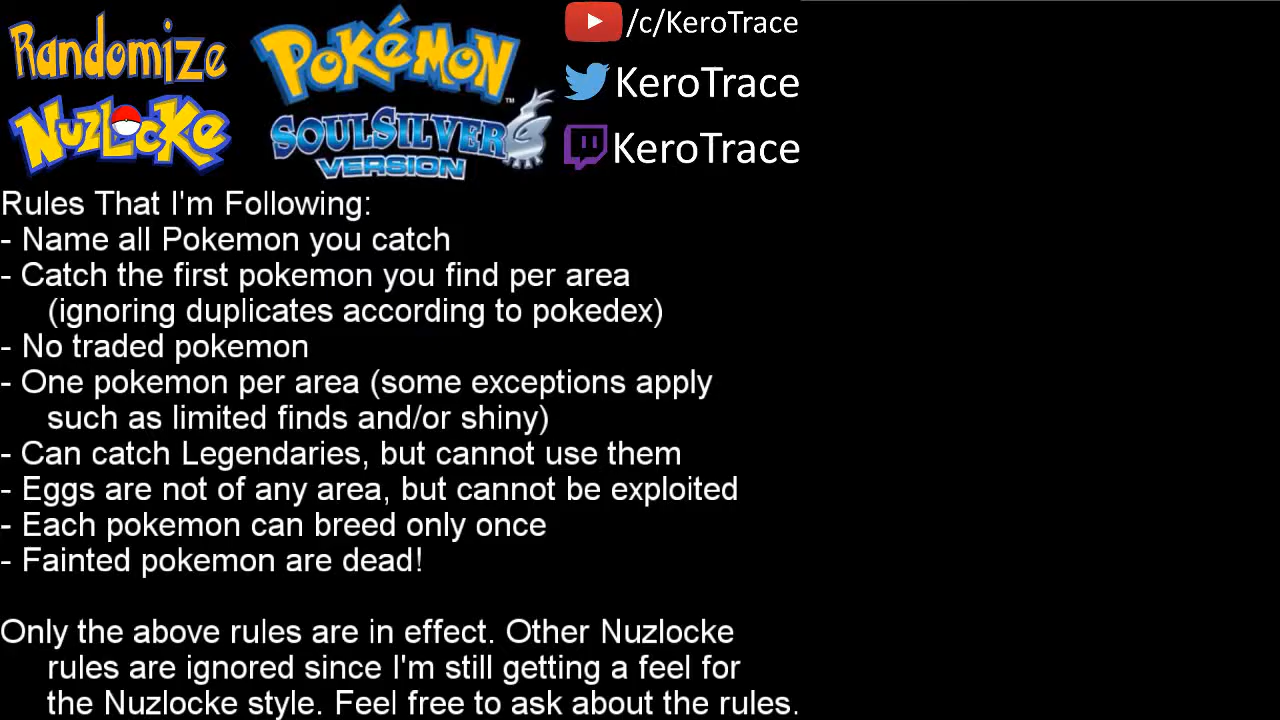 Randomize
Nuzlocke
Pokémon
™
SoulSilver
Version
/c/KeroTrace
KeroTrace
KeroTrace
Rules That I'm Following:
- Name all Pokemon you catch
- Catch the first pokemon you find per area
(ignoring duplicates according to pokedex)
- No traded pokemon
- One pokemon per area (some exceptions apply
such as limited finds and/or shiny)
- Can catch Legendaries, but cannot use them
- Eggs are not of any area, but cannot be exploited
- Each pokemon can breed only once
- Fainted pokemon are dead!
Only the above rules are in effect. Other Nuzlocke
rules are ignored since I'm still getting a feel for
the Nuzlocke style. Feel free to ask about the rules.